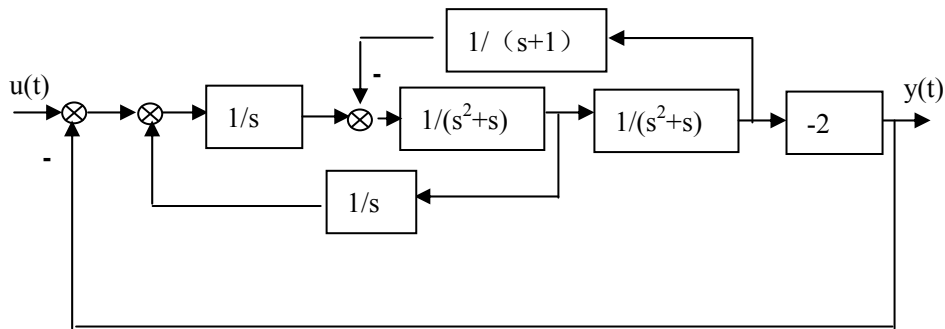 1/（s+1）
-
u(t)
y(t)
1/s
1/(s²+s)
1/(s²+s)
-2
-
1/s